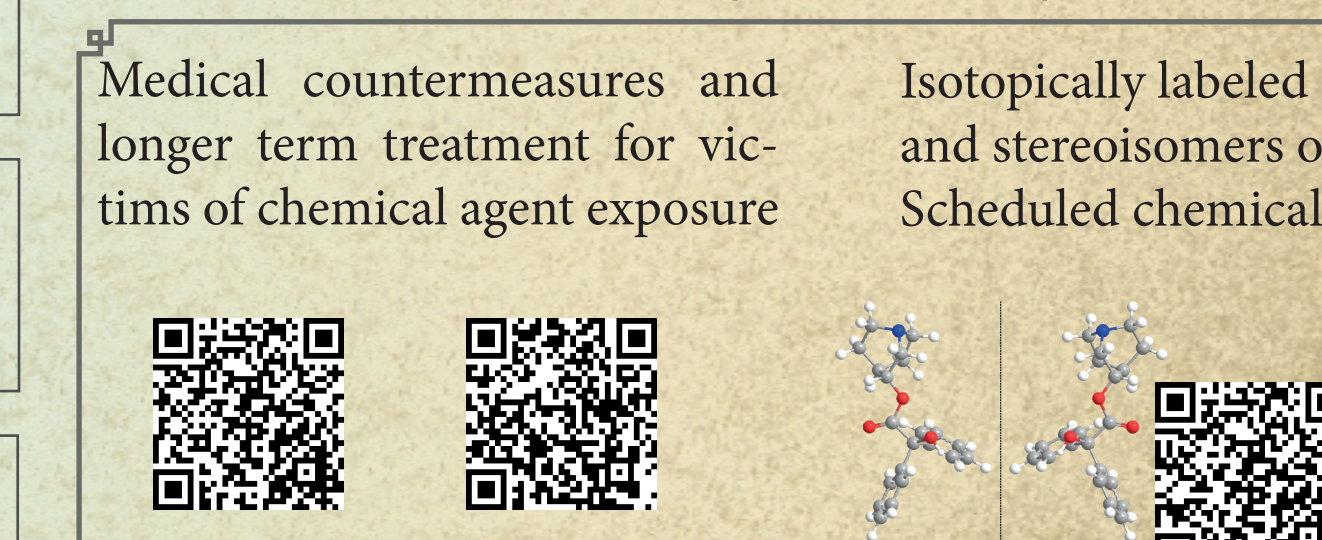 Medical countermeasures and
longer term treatment for vic-
tims of chemical agent exposure
Isotopically labeled
and stereoisomers o
Scheduled chemical